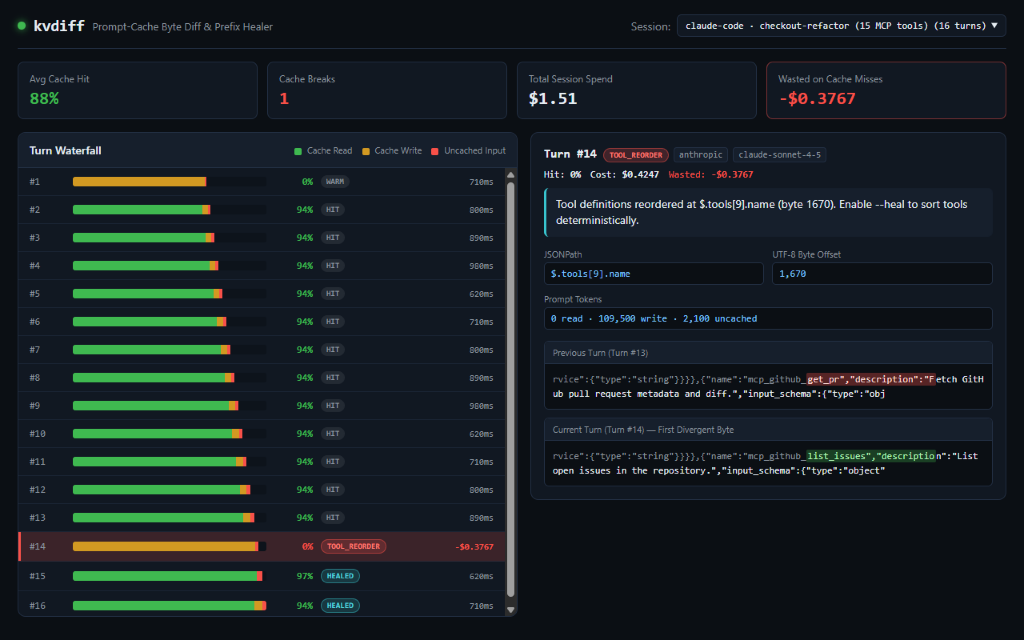 kvdiff Prompt-Cache Byte Diff & Prefix Healer
Session: claude-code · checkout-refactor (15 MCP tools) (16 turns) ▼
Avg Cache Hit
88%
Cache Breaks
1
Total Session Spend
$1.51
Wasted on Cache Misses
-$0.3767
Turn Waterfall
Cache Read Cache Write Uncached Input
#1 0% WARM 710ms
#2 94% HIT 800ms
#3 94% HIT 890ms
#4 94% HIT 980ms
#5 94% HIT 620ms
#6 94% HIT 710ms
#7 94% HIT 800ms
#8 94% HIT 890ms
#9 94% HIT 980ms
#10 94% HIT 620ms
#11 94% HIT 710ms
#12 94% HIT 800ms
#13 94% HIT 890ms
#14 0% TOOL_REORDER -$0.3767
#15 97% HEALED 620ms
#16 94% HEALED 710ms
Turn #14 TOOL_REORDER anthropic claude-sonnet-4-5
Hit: 0% Cost: $0.4247 Wasted: -$0.3767
Tool definitions reordered at $.tools[9].name (byte 1670). Enable --heal to sort tools
deterministically.
JSONPath
$.tools[9].name
UTF-8 Byte Offset
1,670
Prompt Tokens
0 read · 109,500 write · 2,100 uncached
Previous Turn (Turn #13)
rvice":{"type":"string"}}}},{"name":"mcp_github_get_pr","description":"Fetch GitH
ub pull request metadata and diff.","input_schema":{"type":"obj
Current Turn (Turn #14) — First Divergent Byte
rvice":{"type":"string"}}}},{"name":"mcp_github_list_issues","description":"List
open issues in the repository.","input_schema":{"type":"object"